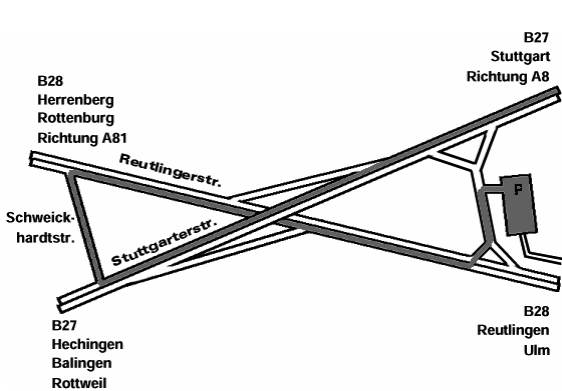 B27
Stuttgart
Richtung A8
B28
Herrenberg
Rottenburg
Richtung A81
Reutlingerstr.
P
Schweick-
hardtstr.
Stuttgarterstr.
B27
Hechingen
Balingen
Rottweil
B28
Reutlingen
Ulm